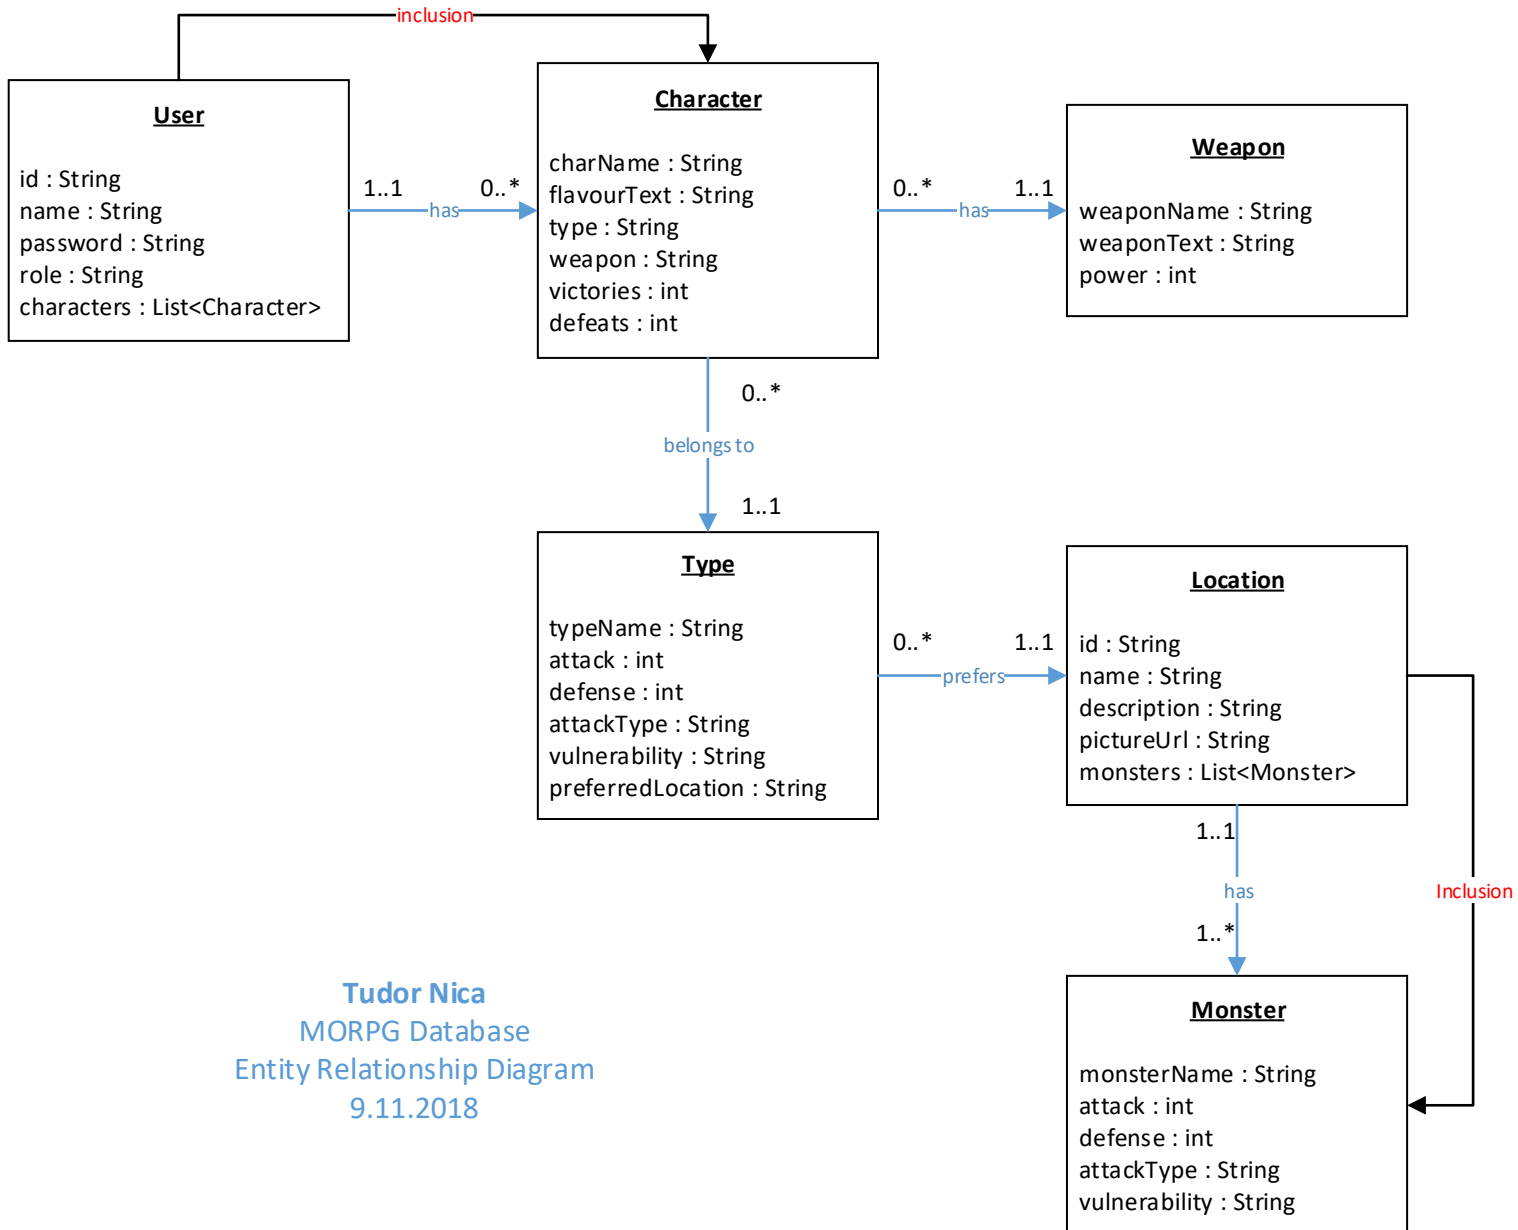 inclusion
User
id : String
name : String
password : String
role : String
characters : List<Character>
1..1
has
0..*
Character
charName : String
flavourText : String
type : String
weapon : String
victories : int
defeats : int
0..*
has
1..1
Weapon
weaponName : String
weaponText : String
power : int
0..*
belongs to
1..1
Type
typeName : String
attack : int
defense : int
attackType : String
vulnerability : String
preferredLocation : String
0..*
prefers
1..1
Location
id : String
name : String
description : String
pictureUrl : String
monsters : List<Monster>
1..1
has
1..*
Inclusion
Monster
monsterName : String
attack : int
defense : int
attackType : String
vulnerability : String
Tudor Nica
MORPG Database
Entity Relationship Diagram
9.11.2018